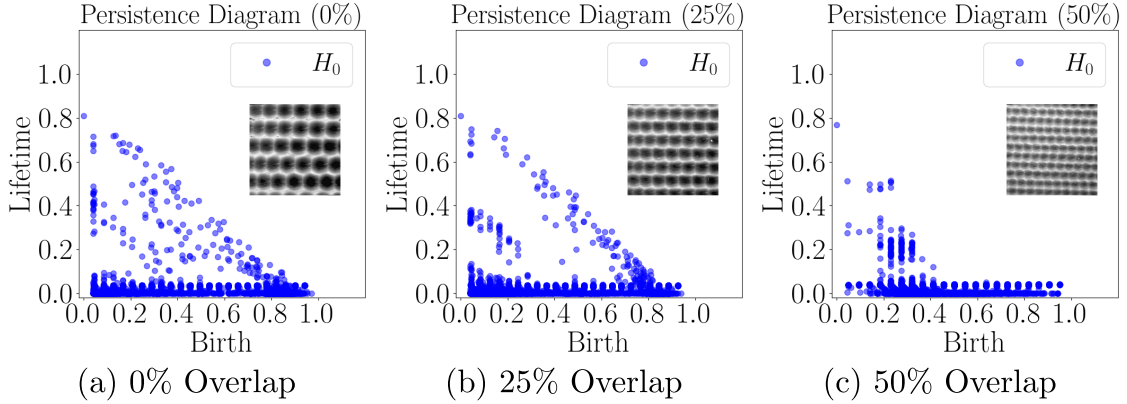 Persistence Diagram (0%)
H0
Lifetime
1.0
0.8
0.6
0.4
0.2
0.0
0.0 0.2 0.4 0.6 0.8 1.0
Birth
(a) 0% Overlap
Persistence Diagram (25%)
H0
Lifetime
1.0
0.8
0.6
0.4
0.2
0.0
0.0 0.2 0.4 0.6 0.8 1.0
Birth
(b) 25% Overlap
Persistence Diagram (50%)
H0
Lifetime
1.0
0.8
0.6
0.4
0.2
0.0
0.0 0.2 0.4 0.6 0.8 1.0
Birth
(c) 50% Overlap